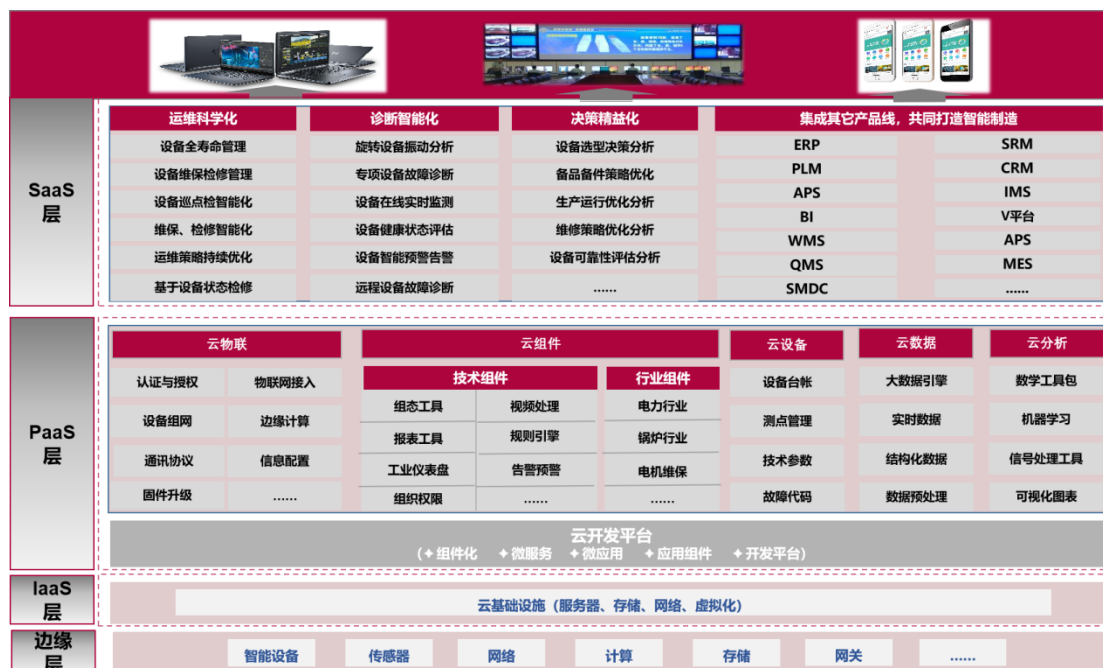 SaaS
层
运维科学化
设备全寿命管理
设备维保检修管理
设备巡点检智能化
维保、检修智能化
运维策略持续优化
基于设备状态检修
诊断智能化
旋转设备振动分析
专项设备故障诊断
设备在线实时监测
设备健康状态评估
设备智能预警告警
远程设备故障诊断
决策精益化
设备选型决策分析
备品备件策略优化
生产运行优化分析
维修策略优化分析
设备可靠性评估分析
......
集成其它产品线，共同打造智能制造
ERP
PLM
APS
BI
WMS
QMS
SMDC
SRM
CRM
IMS
V平台
APS
MES
......
PaaS
层
云物联
认证与授权 物联网接入
设备组网 边缘计算
通讯协议 信息配置
固件升级 ......
云组件
技术组件
组态工具 视频处理
报表工具 规则引擎
工业仪表盘 告警预警
组织权限 ......
行业组件
电力行业
锅炉行业
电机维保
......
云设备
设备台帐
测点管理
技术参数
故障代码
云数据
大数据引擎
实时数据
结构化数据
数据预处理
云分析
数学工具包
机器学习
信号处理工具
可视化图表
云开发平台
（✦组件化 ✦微服务 ✦微应用 ✦应用组件 ✦开发平台）
IaaS
层
云基础设施（服务器、存储、网络、虚拟化）
边缘
层
智能设备 传感器 网络 计算 存储 网关 ......